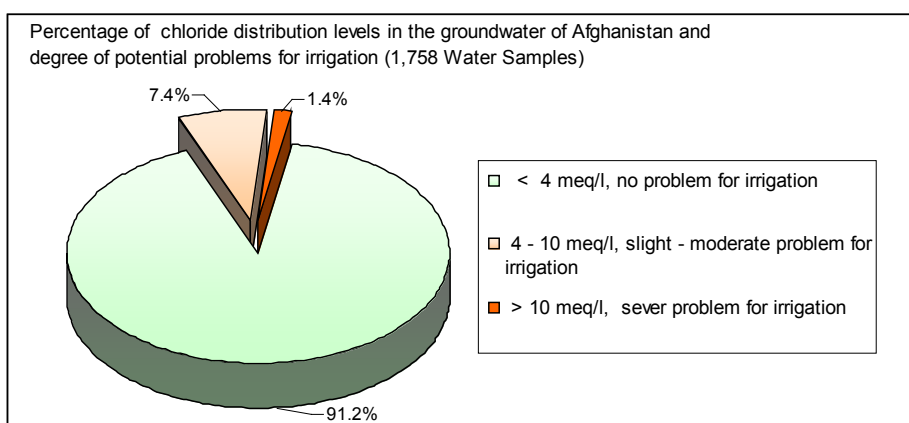 Percentage of chloride distribution levels in the groundwater of Afghanistan and
degree of potential problems for irrigation (1,758 Water Samples)
7.4%
1.4%
< 4 meq/l, no problem for irrigation
4 - 10 meq/l, slight - moderate problem for
irrigation
> 10 meq/l, sever problem for irrigation
91.2%